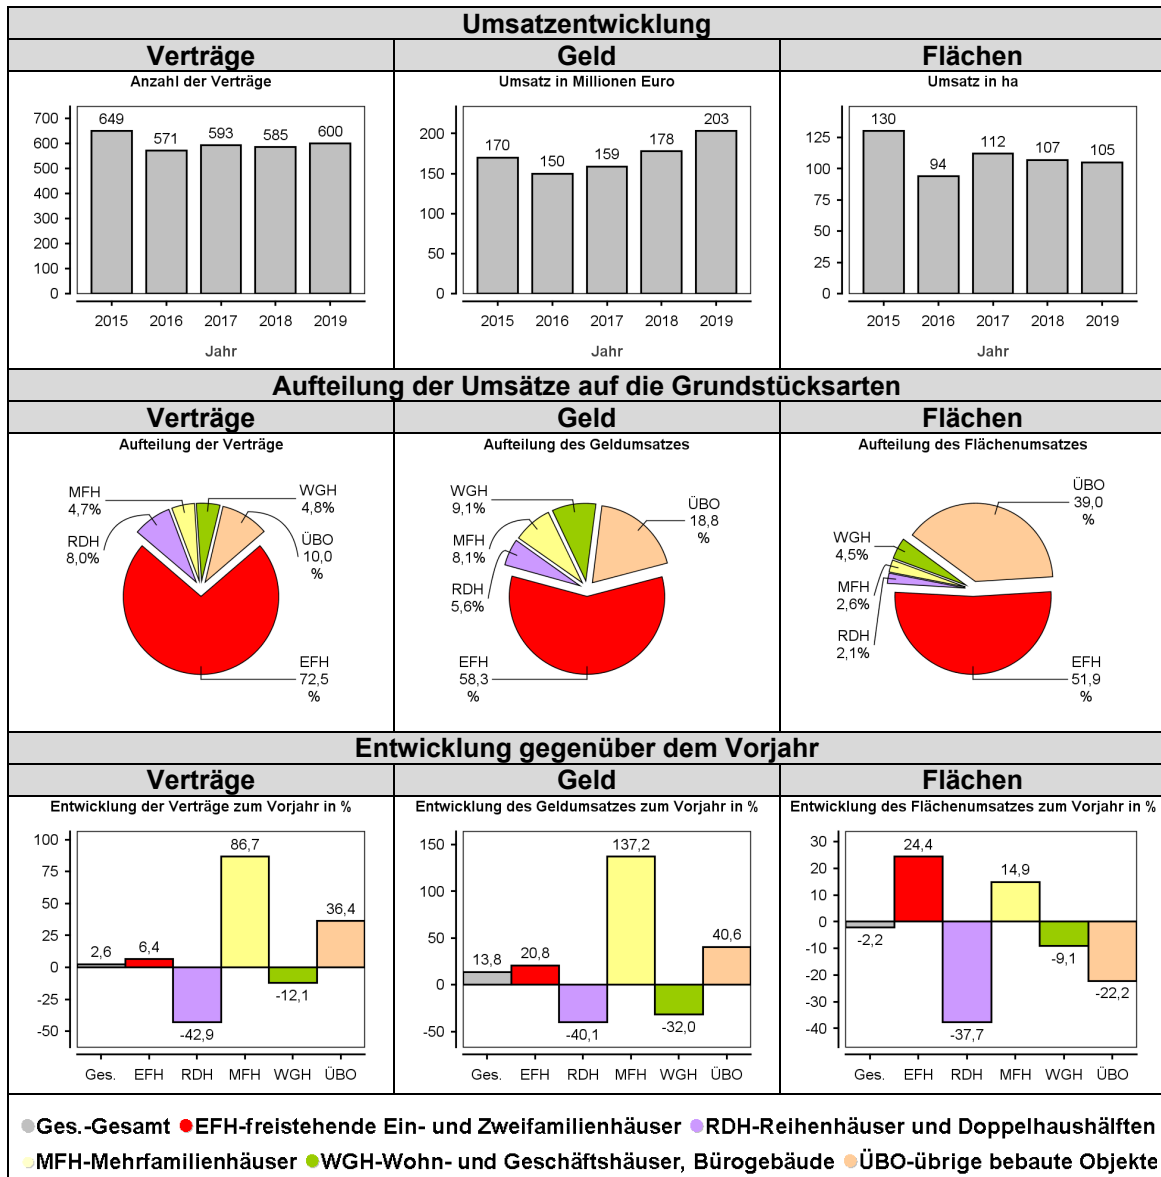 Umsatzentwicklung
Verträge
Geld
Flächen
Anzahl der Verträge
700
600
500
400
300
200
100
0
649
571
593
585
600
2015
2016
2017
2018
2019
Jahr
Umsatz in Millionen Euro
200
150
100
50
0
170
150
159
178
203
2015
2016
2017
2018
2019
Jahr
Umsatz in ha
125
100
75
50
25
0
130
94
112
107
105
2015
2016
2017
2018
2019
Jahr
Aufteilung der Umsätze auf die Grundstücksarten
Verträge
Geld
Flächen
Aufteilung der Verträge
MFH
4,7%
WGH
4,8%
RDH
8,0%
ÜBO
10,0
%
EFH
72,5
%
Aufteilung des Geldumsatzes
WGH
9,1%
ÜBO
18,8
%
MFH
8,1%
RDH
5,6%
EFH
58,3
%
Aufteilung des Flächenumsatzes
ÜBO
39,0
%
WGH
4,5%
MFH
2,6%
RDH
2,1%
EFH
51,9
%
Entwicklung gegenüber dem Vorjahr
Verträge
Geld
Flächen
Entwicklung der Verträge zum Vorjahr in %
100
75
50
25
0
-25
-50
2,6
6,4
-42,9
86,7
-12,1
36,4
Ges.
EFH
RDH
MFH
WGH
ÜBO
Entwicklung des Geldumsatzes zum Vorjahr in %
150
100
50
0
-50
13,8
20,8
-40,1
137,2
-32,0
40,6
Ges.
EFH
RDH
MFH
WGH
ÜBO
Entwicklung des Flächenumsatzes zum Vorjahr in %
30
20
10
0
-10
-20
-30
-40
-2,2
24,4
-37,7
14,9
-9,1
-22,2
Ges.
EFH
RDH
MFH
WGH
ÜBO
Ges.-Gesamt EFH-freistehende Ein- und Zweifamilienhäuser RDH-Reihenhäuser und Doppelhaushälften
MFH-Mehrfamilienhäuser WGH-Wohn- und Geschäftshäuser, Bürogebäude ÜBO-übrige bebaute Objekte